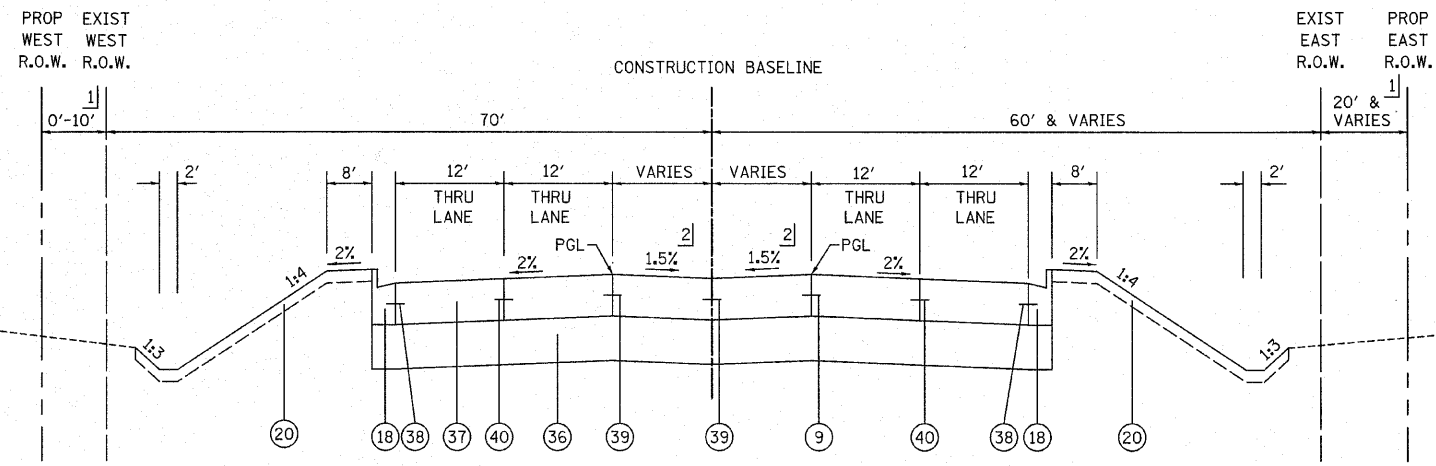 PROP WEST R.O.W.
EXIST WEST R.O.W.
CONSTRUCTION BASELINE
EXIST EAST R.O.W.
PROP EAST R.O.W.
1
1
0'-10'
70'
60' & VARIES
20' & VARIES
2'
8'
12' THRU LANE
12' THRU LANE
VARIES
VARIES
12' THRU LANE
12' THRU LANE
8'
2'
2
2
PGL
PGL
2%
2%
1.5%
1.5%
2%
2%
1:4
1:4
1:3
1:3
20
18
38
37
40
36
39
39
9
40
38
18
20